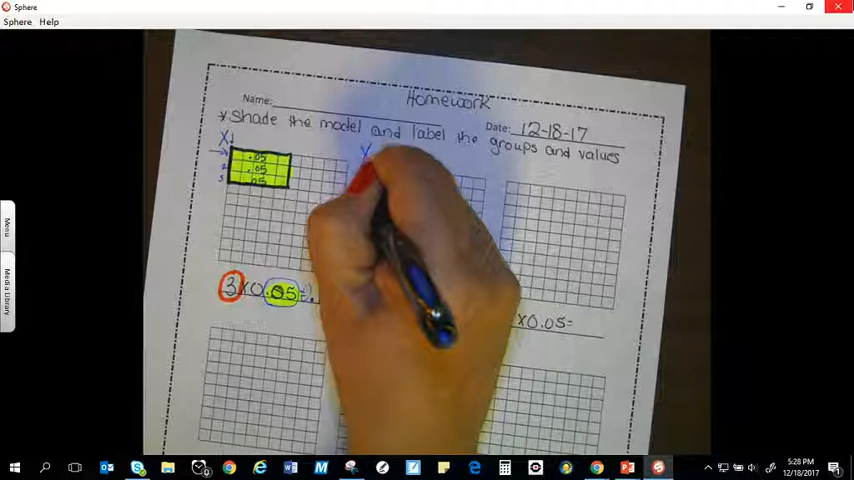 Sphere
Sphere Help
Menu
Media Library
Homework
Name:
Date: 12-18-17
*Shade the model and label the groups and values
X
1 .05
2 .05
3 .05
3x0.05=
x0.05=
5:28 PM
12/18/2017